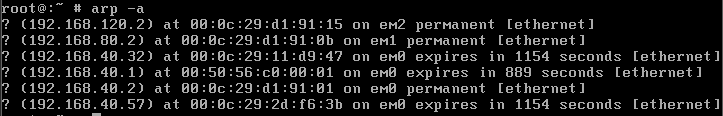 root@:~ # arp -a
? (192.168.120.2) at 00:0c:29:d1:91:15 on em2 permanent [ethernet]
? (192.168.80.2) at 00:0c:29:d1:91:0b on em1 permanent [ethernet]
? (192.168.40.32) at 00:0c:29:11:d9:47 on em0 expires in 1154 seconds [ethernet]
? (192.168.40.1) at 00:50:56:c0:00:01 on em0 expires in 889 seconds [ethernet]
? (192.168.40.2) at 00:0c:29:d1:91:01 on em0 permanent [ethernet]
? (192.168.40.57) at 00:0c:29:2d:f6:3b on em0 expires in 1154 seconds [ethernet]